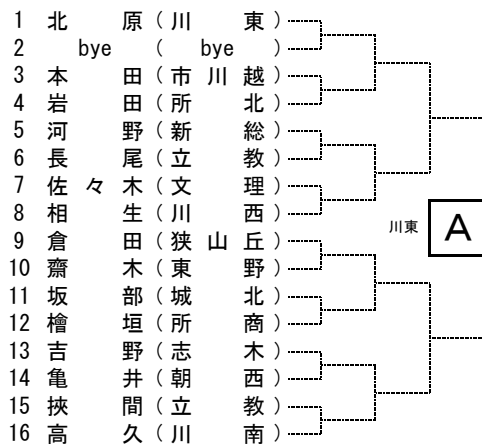 1 北原(川東)
2 bye (bye)
3 本田(市川越)
4 岩田(所北)
5 河野(新総)
6 長尾(立教)
7 佐々木(文理)
8 相生(川西)
川東 A
9 倉田(狭山丘)
10 齋木(東野)
11 坂部(城北)
12 檜垣(所商)
13 吉野(志木)
14 亀井(朝西)
15 挾間(立教)
16 高久(川南)